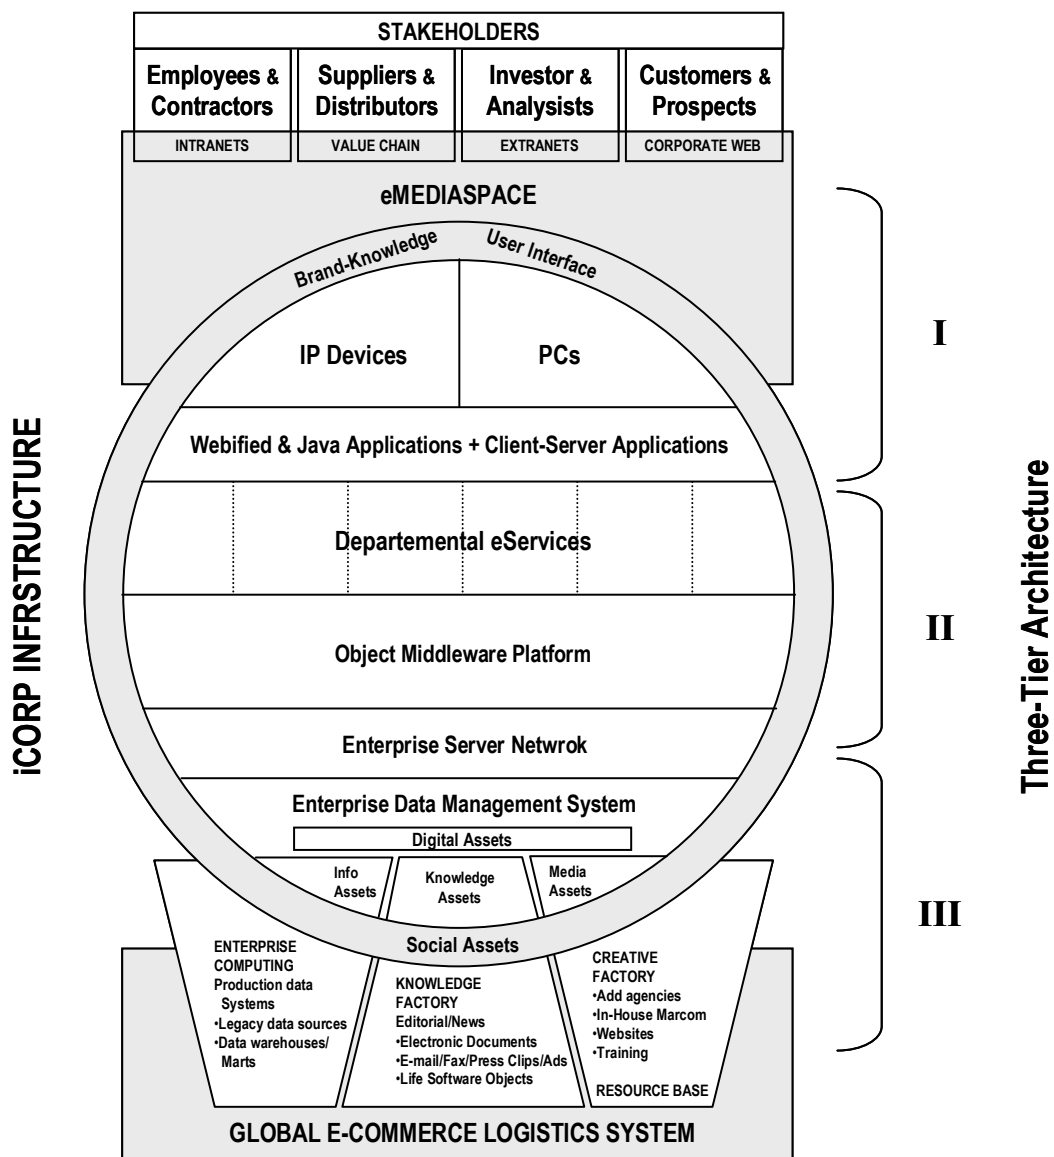 STAKEHOLDERS
Employees &
Contractors
Suppliers &
Distributors
Investor &
Analysists
Customers &
Prospects
INTRANETS
VALUE CHAIN
EXTRANETS
CORPORATE WEB
eMEDIASPACE
Brand-Knowledge
User Interface
IP Devices
PCs
Webified & Java Applications + Client-Server Applications
Departemental eServices
Object Middleware Platform
Enterprise Server Netwrok
Enterprise Data Management System
Digital Assets
Info
Assets
Knowledge
Assets
Media
Assets
Social Assets
ENTERPRISE
COMPUTING
Production data
Systems
•Legacy data sources
•Data warehouses/
Marts
KNOWLEDGE
FACTORY
Editorial/News
•Electronic Documents
•E-mail/Fax/Press Clips/Ads
•Life Software Objects
CREATIVE
FACTORY
•Add agencies
•In-House Marcom
•Websites
•Training
RESOURCE BASE
GLOBAL E-COMMERCE LOGISTICS SYSTEM
iCORP INFRSTRUCTURE
I
II
III
Three-Tier Architecture